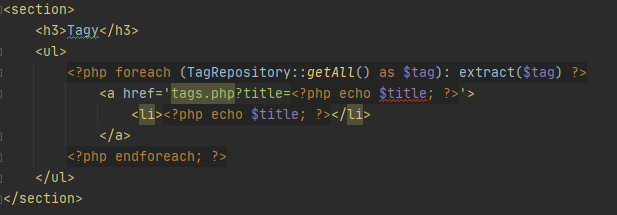 <section>
<h3>Tagy</h3>
<ul>
<?php foreach (TagRepository::getAll() as $tag): extract($tag) ?>
<a href='tags.php?title=<?php echo $title; ?>'>
<li><?php echo $title; ?></li>
</a>
<?php endforeach; ?>
</ul>
</section>